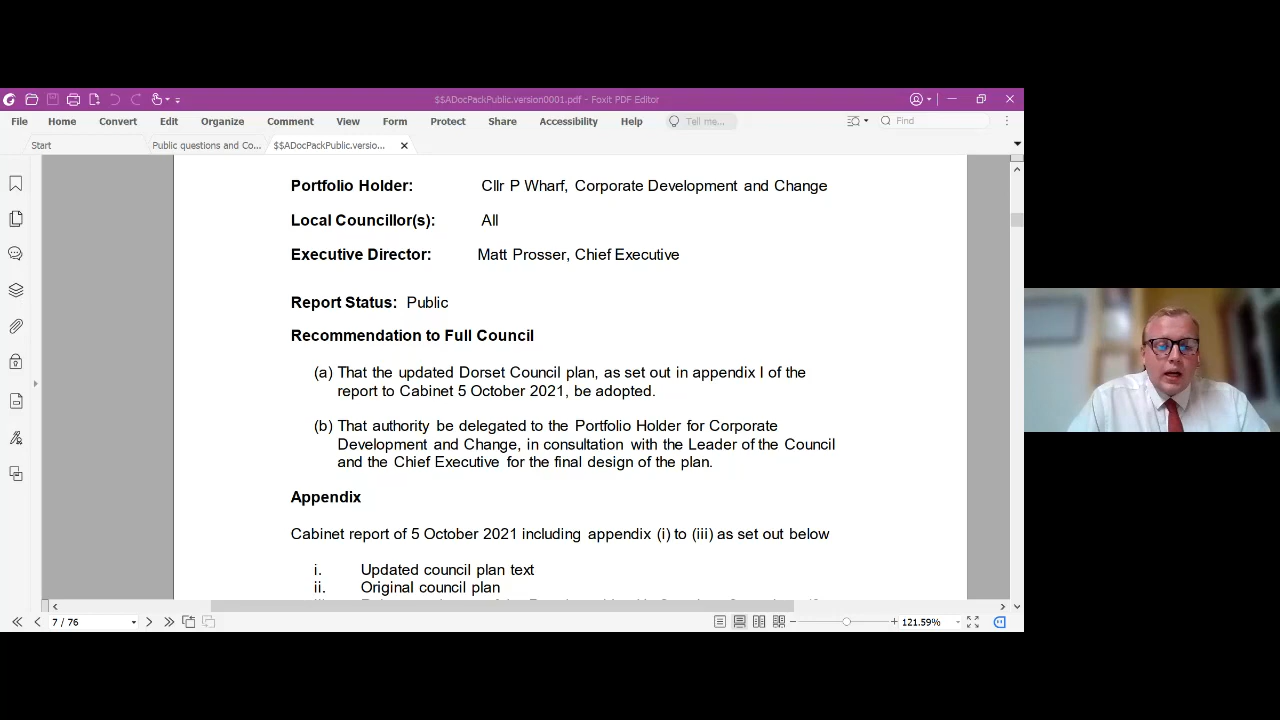 $$ADocPackPublic.version0001.pdf - Foxit PDF Editor
File Home Convert Edit Organize Comment View Form Protect Share Accessibility Help Tell me... Find
Start Public questions and Co... $$ADocPackPublic.versio...
Portfolio Holder: Cllr P Wharf, Corporate Development and Change
Local Councillor(s): All
Executive Director: Matt Prosser, Chief Executive
Report Status: Public
Recommendation to Full Council
(a) That the updated Dorset Council plan, as set out in appendix I of the
report to Cabinet 5 October 2021, be adopted.
(b) That authority be delegated to the Portfolio Holder for Corporate
Development and Change, in consultation with the Leader of the Council
and the Chief Executive for the final design of the plan.
Appendix
Cabinet report of 5 October 2021 including appendix (i) to (iii) as set out below
i. Updated council plan text
ii. Original council plan
7 / 76 121.59%